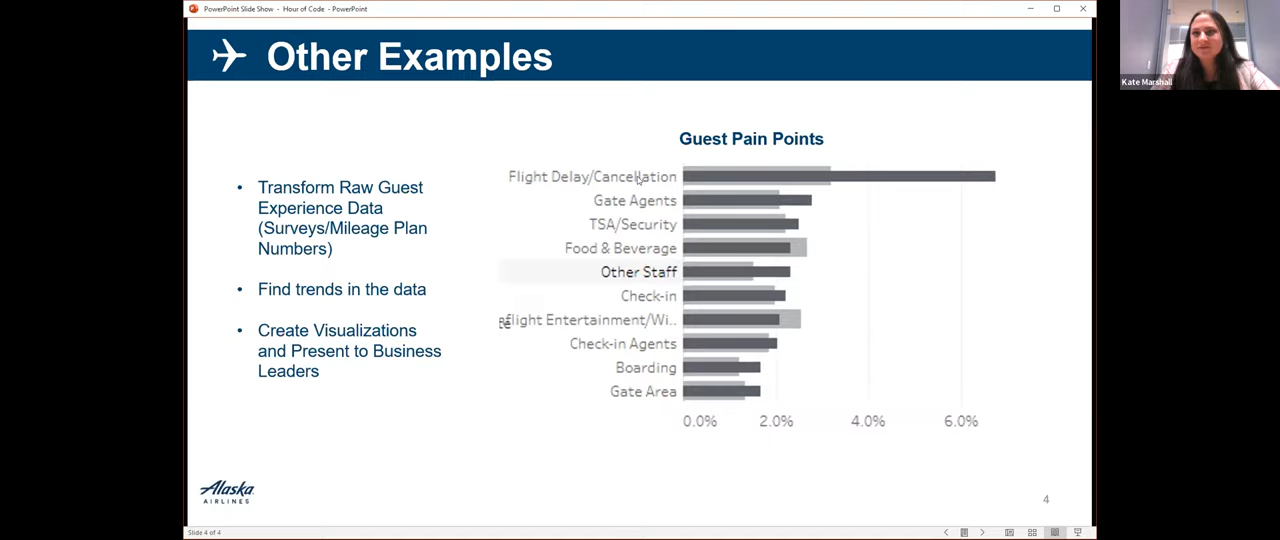 PowerPoint Slide Show - Hour of Code - PowerPoint
Other Examples
Kate Marshall
Guest Pain Points
• Transform Raw Guest
Experience Data
(Surveys/Mileage Plan
Numbers)
• Find trends in the data
• Create Visualizations
and Present to Business
Leaders
Flight Delay/Cancellation
Gate Agents
TSA/Security
Food & Beverage
Other Staff
Check-in
flight Entertainment/Wi..
Check-in Agents
Boarding
Gate Area
0.0% 2.0% 4.0% 6.0%
Alaska
AIRLINES
4
Slide 4 of 4